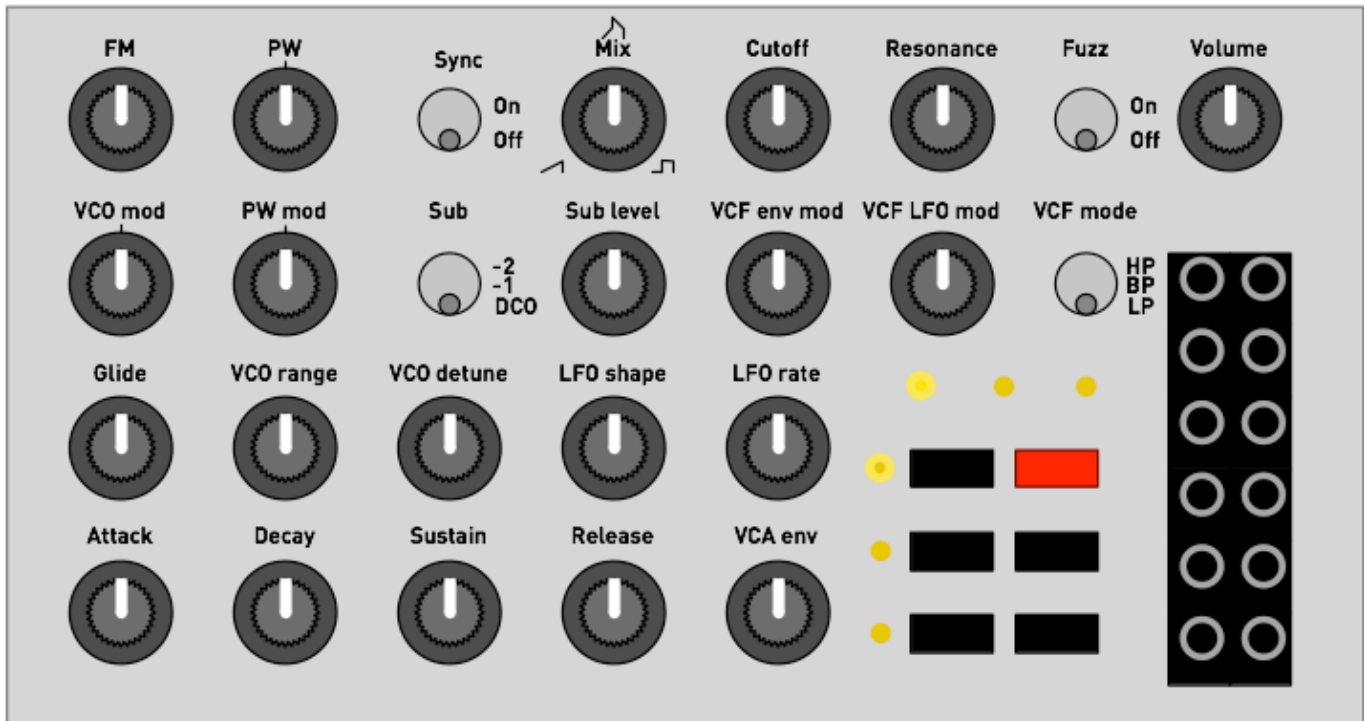 FM
PW
Sync
On
Off
Mix
Cutoff
Resonance
Fuzz
On
Off
Volume
VCO mod
PW mod
Sub
-2
-1
DCO
Sub level
VCF env mod
VCF LFO mod
VCF mode
HP
BP
LP
Glide
VCO range
VCO detune
LFO shape
LFO rate
Attack
Decay
Sustain
Release
VCA env